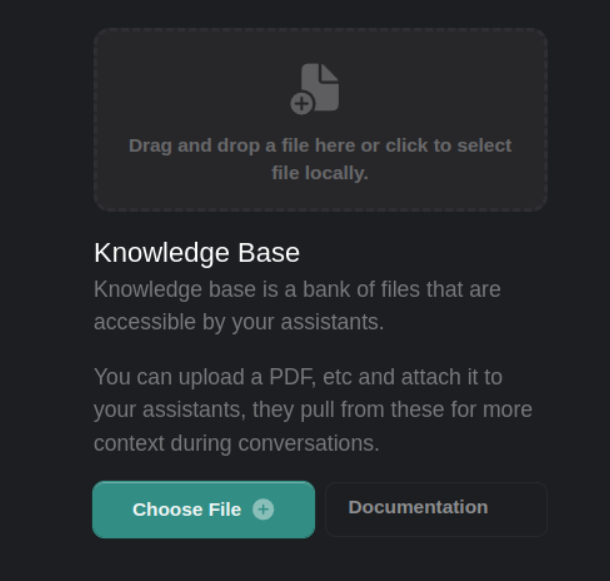 Drag and drop a file here or click to select
file locally.
Knowledge Base
Knowledge base is a bank of files that are
accessible by your assistants.
You can upload a PDF, etc and attach it to
your assistants, they pull from these for more
context during conversations.
Choose File
Documentation